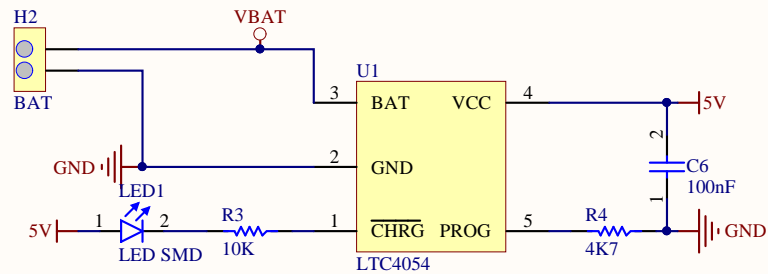 H2
BAT
VBAT
U1
3
BAT
VCC
4
5V
2
GND
GND
2
C6
100nF
1
LED1
5V
1
2
LED SMD
R3
10K
1
CHRG
PROG
5
R4
4K7
GND
LTC4054